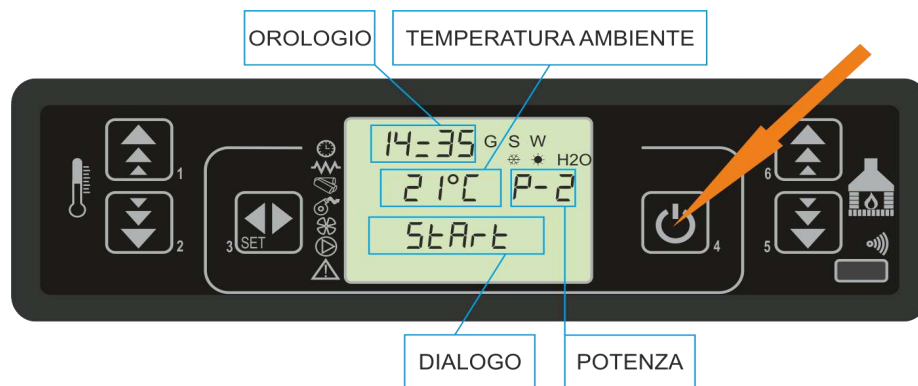 OROLOGIO
TEMPERATURA AMBIENTE
14:35 G S W
H2O
21°C P-2
StArt
1
2
3 SET
4
6
5
DIALOGO
POTENZA